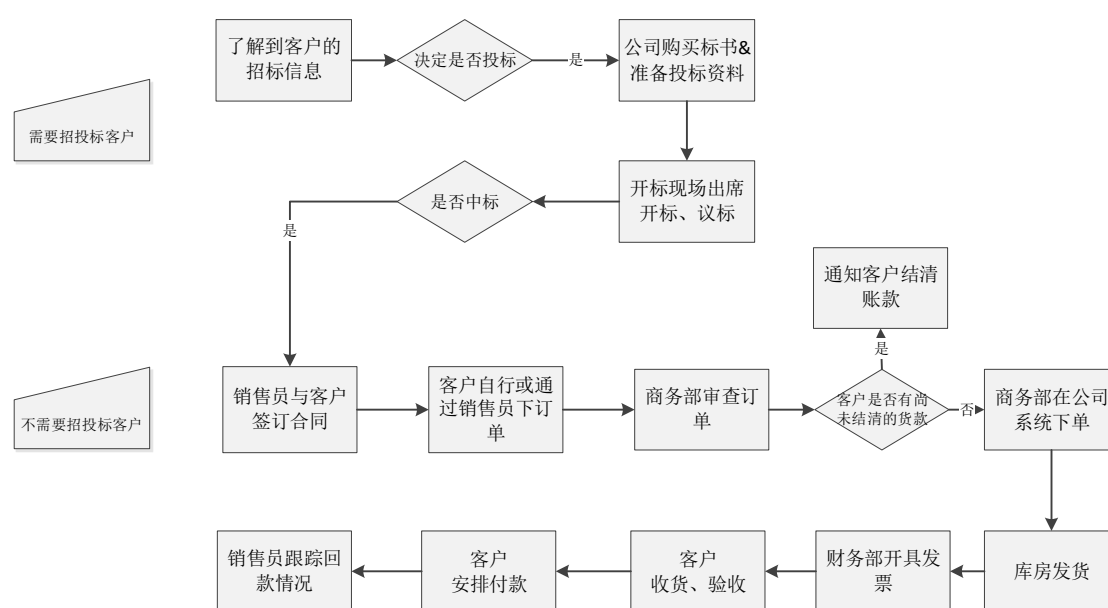 了解到客户的
招标信息
决定是否投标
是
公司购买标书&
准备投标资料
需要招投标客户
是否中标
开标现场出席
开标、议标
是
通知客户结清
账款
是
不需要招投标客户
销售员与客户
签订合同
客户自行或通
过销售员下订
单
商务部审查订
单
客户是否有尚
未结清的货款
否
商务部在公司
系统下单
销售员跟踪回
款情况
客户
安排付款
客户
收货、验收
财务部开具发
票
库房发货